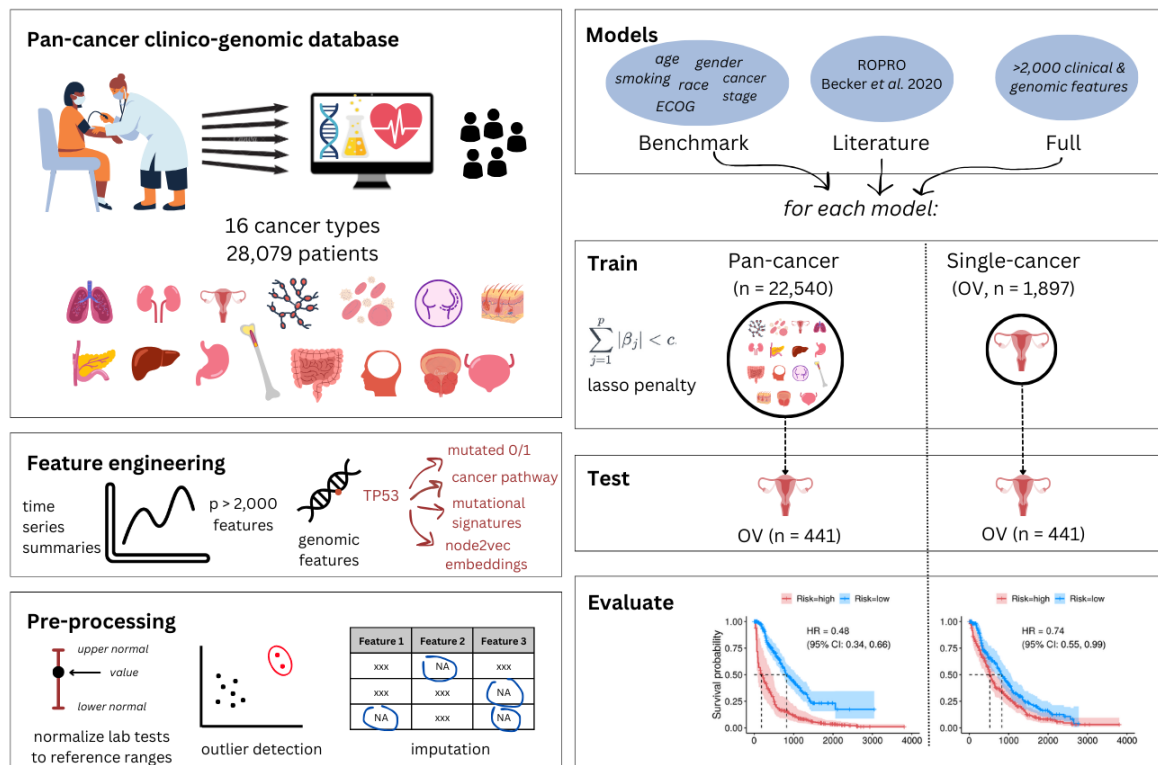 Pan-cancer clinico-genomic database
16 cancer types
28,079 patients
Feature engineering
time
series
summaries
p > 2,000
features
genomic
features
TP53
mutated 0/1
cancer pathway
mutational
signatures
node2vec
embeddings
Pre-processing
upper normal
value
lower normal
normalize lab tests
to reference ranges
outlier detection
Feature 1 Feature 2 Feature 3
xxx NA xxx
xxx xxx NA
NA xxx NA
imputation
Models
age gender
smoking race cancer
stage
ECOG
Benchmark
ROPRO
Becker et al. 2020
Literature
>2,000 clinical &
genomic features
Full
for each model:
Train
Pan-cancer
(n = 22,540)
Single-cancer
(OV, n = 1,897)
p
∑ |βj| < c.
j=1
lasso penalty
Test
OV (n = 441)
OV (n = 441)
Evaluate
Risk=high Risk=low
HR = 0.48
(95% CI: 0.34, 0.66)
Survival probability
1.00
0.75
0.50
0.25
0.00
0 1000 2000 3000 4000
Risk=high Risk=low
HR = 0.74
(95% CI: 0.55, 0.99)
1.00
0.75
0.50
0.25
0.00
0 1000 2000 3000 4000